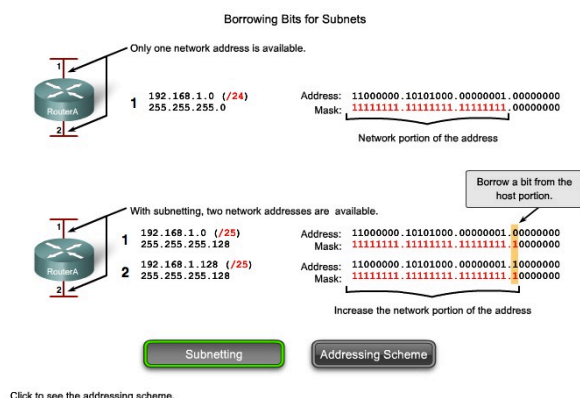 Borrowing Bits for Subnets
Only one network address is available.
1
RouterA
2
1 192.168.1.0 (/24)
255.255.255.0
Address: 11000000.10101000.00000001.00000000
Mask: 11111111.11111111.11111111.00000000
Network portion of the address
Borrow a bit from the
host portion.
With subnetting, two network addresses are available.
1
RouterA
2
1 192.168.1.0 (/25)
255.255.255.128
2 192.168.1.128 (/25)
255.255.255.128
Address: 11000000.10101000.00000001.00000000
Mask: 11111111.11111111.11111111.10000000
Address: 11000000.10101000.00000001.10000000
Mask: 11111111.11111111.11111111.10000000
Increase the network portion of the address
Subnetting
Addressing Scheme
Click to see the addressing scheme.